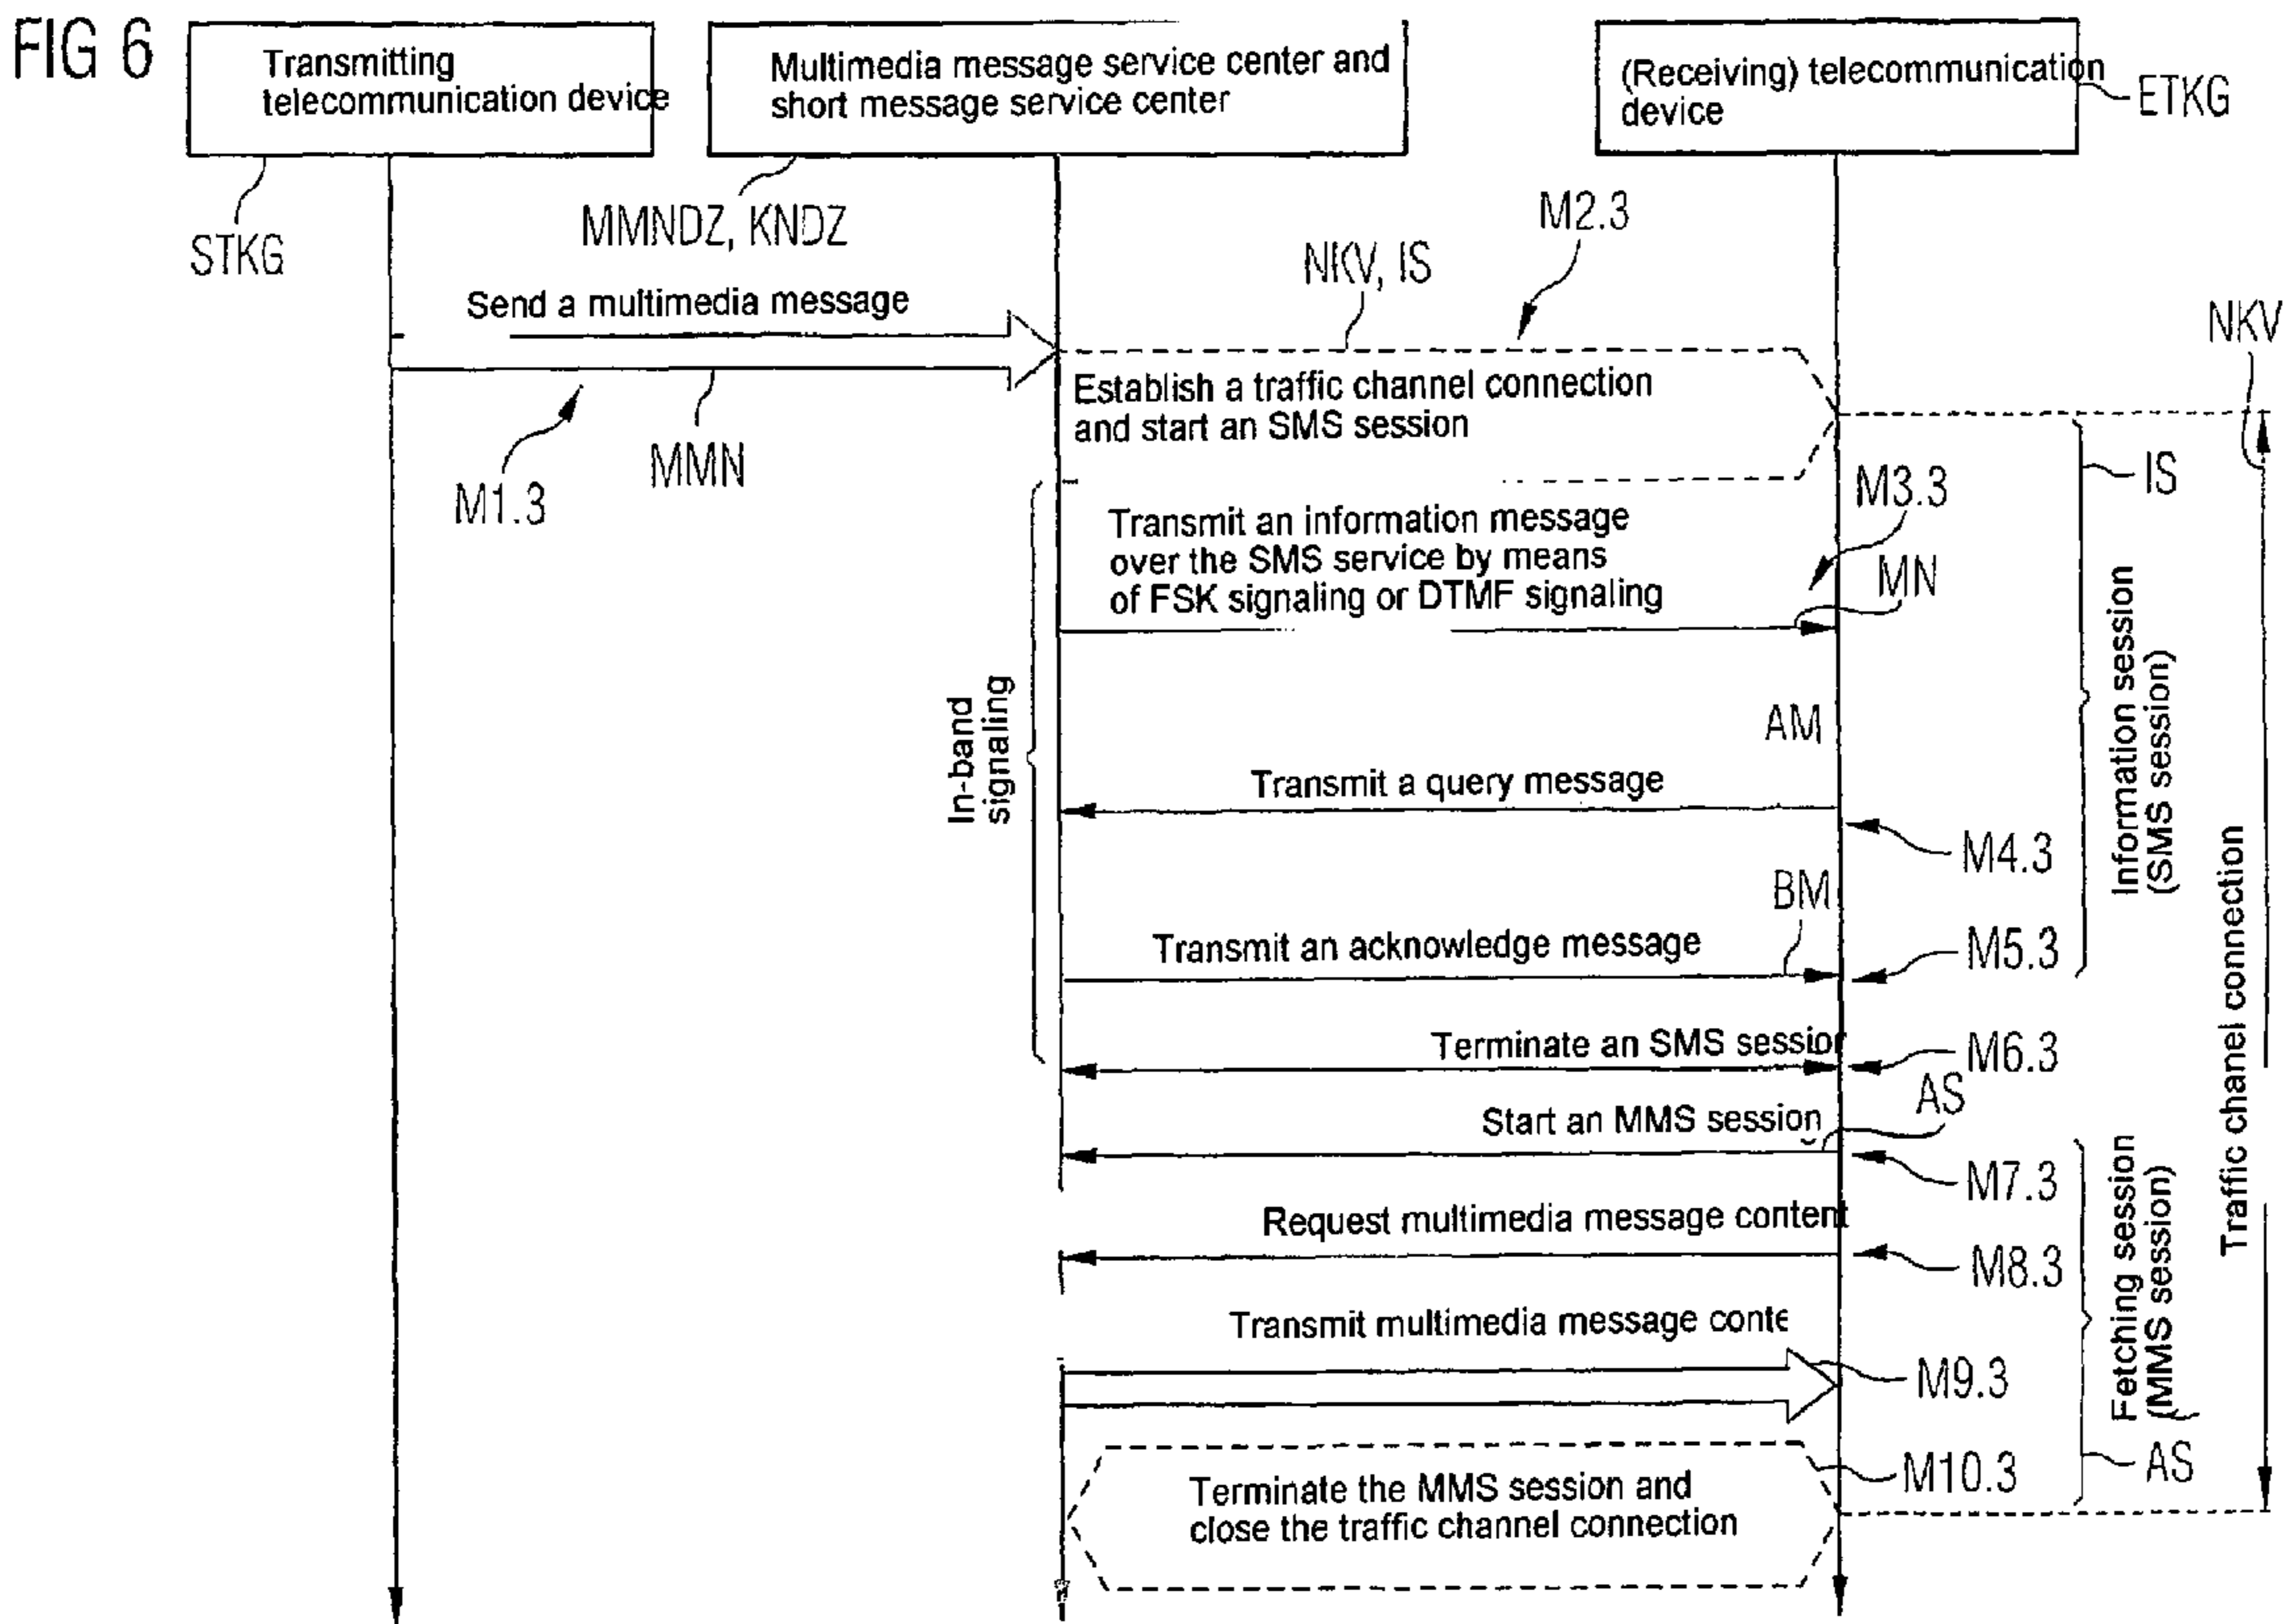 FIG 6
Transmitting
telecommunication device
Multimedia message service center and
short message service center
(Receiving) telecommunication
device
ETKG
STKG
MMNDZ, KNDZ
M2.3
NKV, IS
NKV
Send a multimedia message
Establish a traffic channel connection
and start an SMS session
M1.3
MMN
IS
M3.3
Transmit an information message
over the SMS service by means
of FSK signaling or DTMF signaling
MN
In-band
signaling
AM
Transmit a query message
M4.3
Information session
(SMS session)
BM
Transmit an acknowledge message
M5.3
Traffic channel connection
Terminate an SMS session
M6.3
AS
Start an MMS session
M7.3
Request multimedia message content
M8.3
Fetching session
(MMS session)
Transmit multimedia message conte
M9.3
AS
M10.3
Terminate the MMS session and
close the traffic channel connection